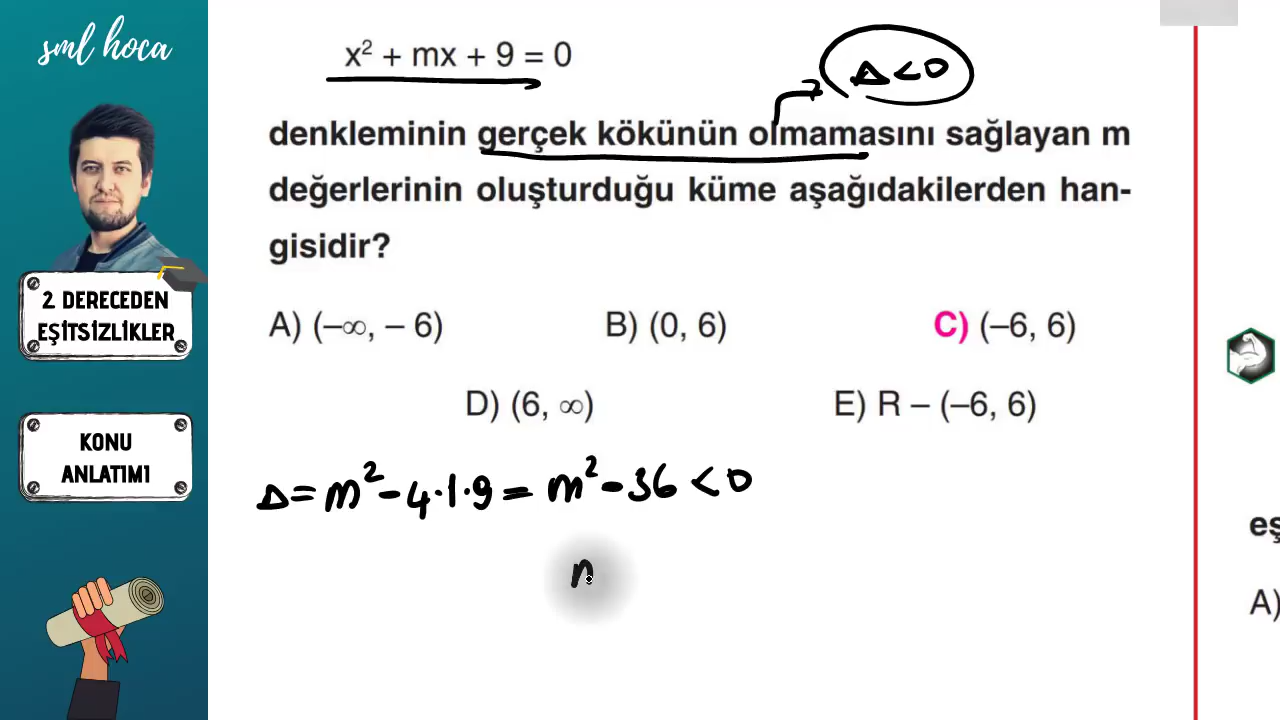 sml hoca
x² + mx + 9 = 0
Δ < 0
denkleminin gerçek kökünün olmamasını sağlayan m
değerlerinin oluşturduğu küme aşağıdakilerden han-
gisidir?
A) (–∞, – 6)
B) (0, 6)
C) (–6, 6)
D) (6, ∞)
E) R – (–6, 6)
2. DERECEDEN
EŞİTSİZLİKLER
KONU
ANLATIMI
Δ = m² - 4·1·9 = m² - 36 < 0
eş
A)